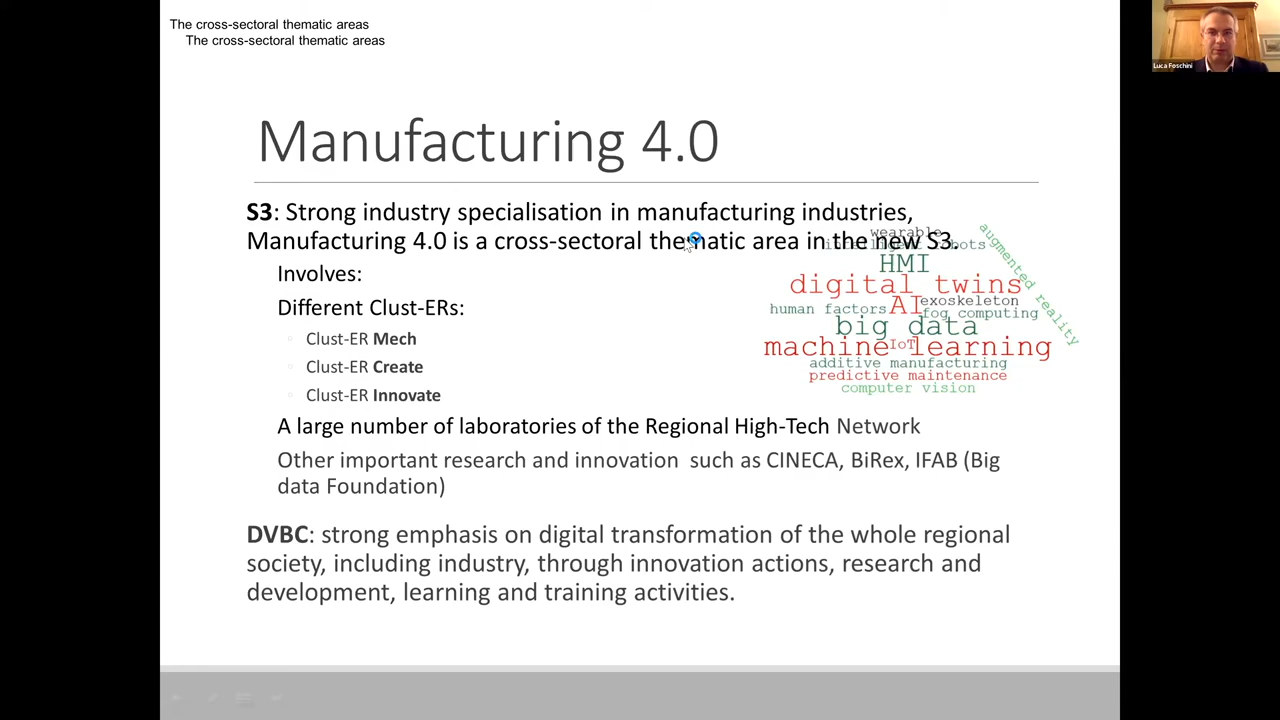 The cross-sectoral thematic areas
The cross-sectoral thematic areas
Luca Foschini
Manufacturing 4.0
S3: Strong industry specialisation in manufacturing industries,
Manufacturing 4.0 is a cross-sectoral thematic area in the new S3.
Involves:
Different Clust-ERs:
Clust-ER Mech
Clust-ER Create
Clust-ER Innovate
A large number of laboratories of the Regional High-Tech Network
Other important research and innovation such as CINECA, BiRex, IFAB (Big
data Foundation)
DVBC: strong emphasis on digital transformation of the whole regional
society, including industry, through innovation actions, research and
development, learning and training activities.
wearable
robots
augmented reality
HMI
digital twins
human factors
AI
exoskeleton
fog computing
big data
machine learning
IoT
additive manufacturing
predictive maintenance
computer vision